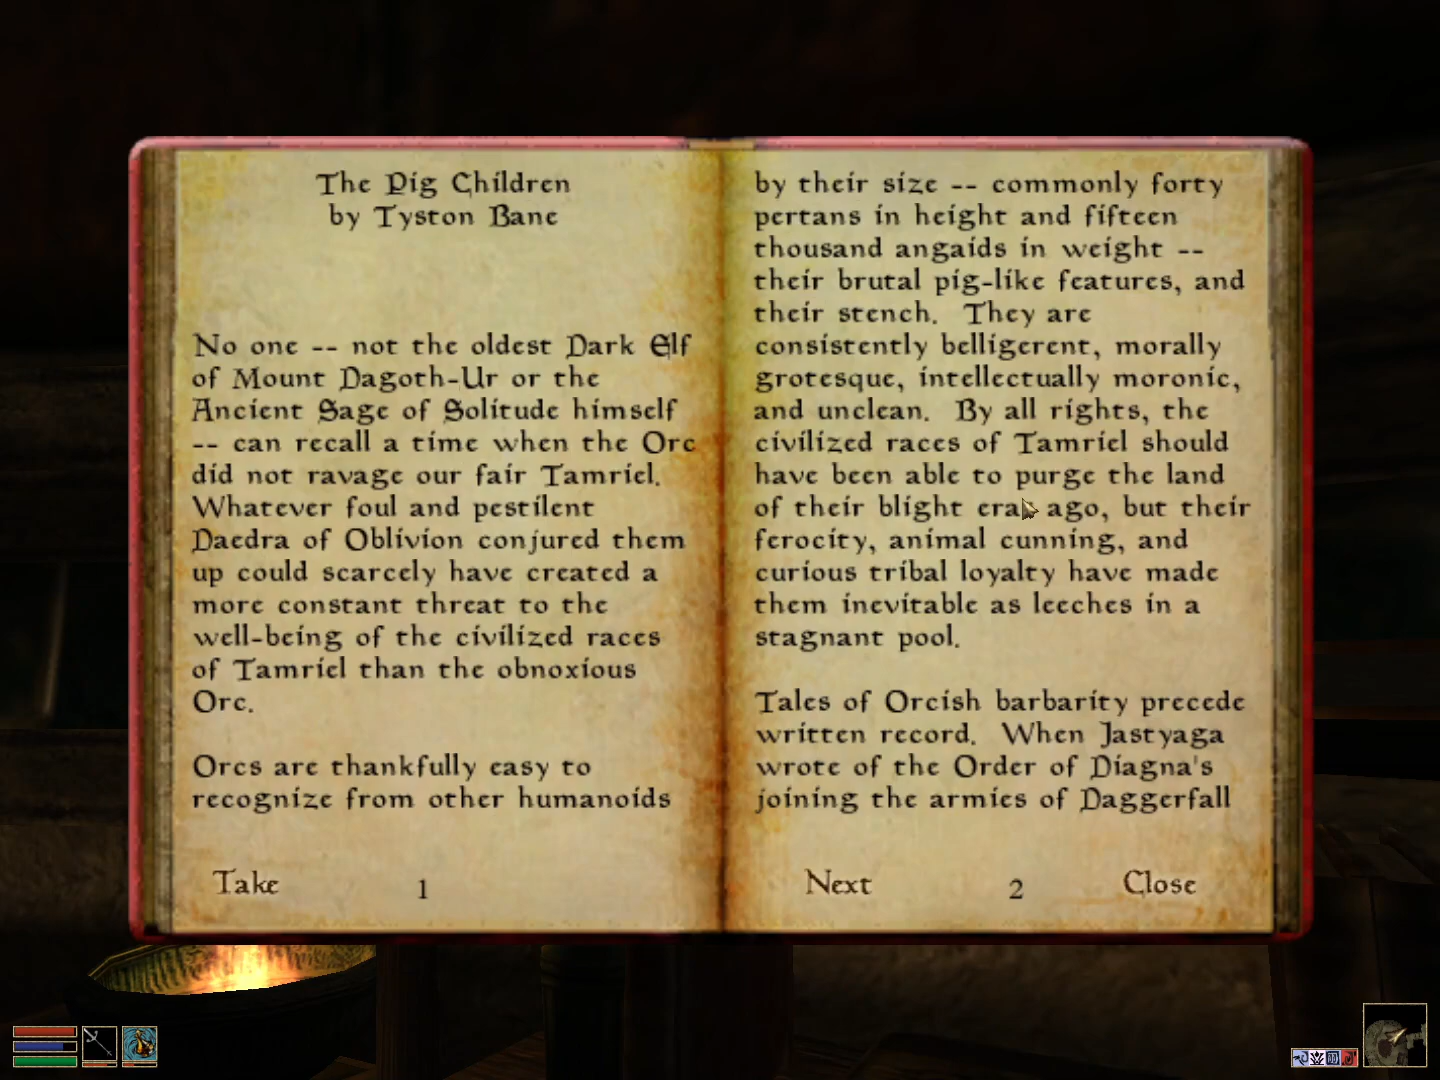 The Pig Children
by Tyston Bane
No one -- not the oldest Dark Elf
of Mount Dagoth-Ur or the
Ancient Sage of Solitude himself
-- can recall a time when the Orc
did not ravage our fair Tamriel.
Whatever foul and pestilent
Daedra of Oblivion conjured them
up could scarcely have created a
more constant threat to the
well-being of the civilized races
of Tamriel than the obnoxious
Orc.
Orcs are thankfully easy to
recognize from other humanoids
Take
1
by their size -- commonly forty
pertans in height and fifteen
thousand angaids in weight --
their brutal pig-like features, and
their stench. They are
consistently belligerent, morally
grotesque, intellectually moronic,
and unclean. By all rights, the
civilized races of Tamriel should
have been able to purge the land
of their blight eras ago, but their
ferocity, animal cunning, and
curious tribal loyalty have made
them inevitable as leeches in a
stagnant pool.
Tales of Orcish barbarity precede
written record. When Jastyaga
wrote of the Order of Diagna's
joining the armies of Daggerfall
Next
2
Close